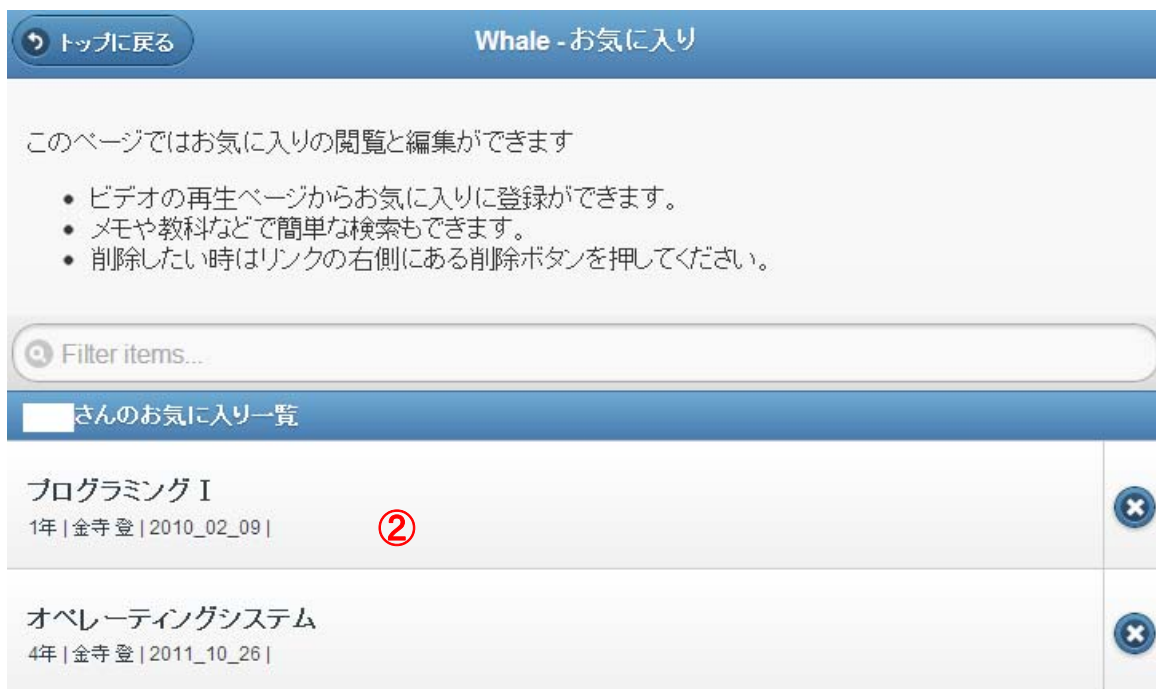 トップに戻る
Whale - お気に入り
このページではお気に入りの閲覧と編集ができます
• ビデオの再生ページからお気に入りに登録ができます。
• メモや教科などで簡単な検索もできます。
• 削除したい時はリンクの右側にある削除ボタンを押してください。
Filter items...
さんのお気に入り一覧
プログラミング I
1年 | 金寺 登 | 2010_02_09 |
②
オペレーティングシステム
4年 | 金寺 登 | 2011_10_26 |